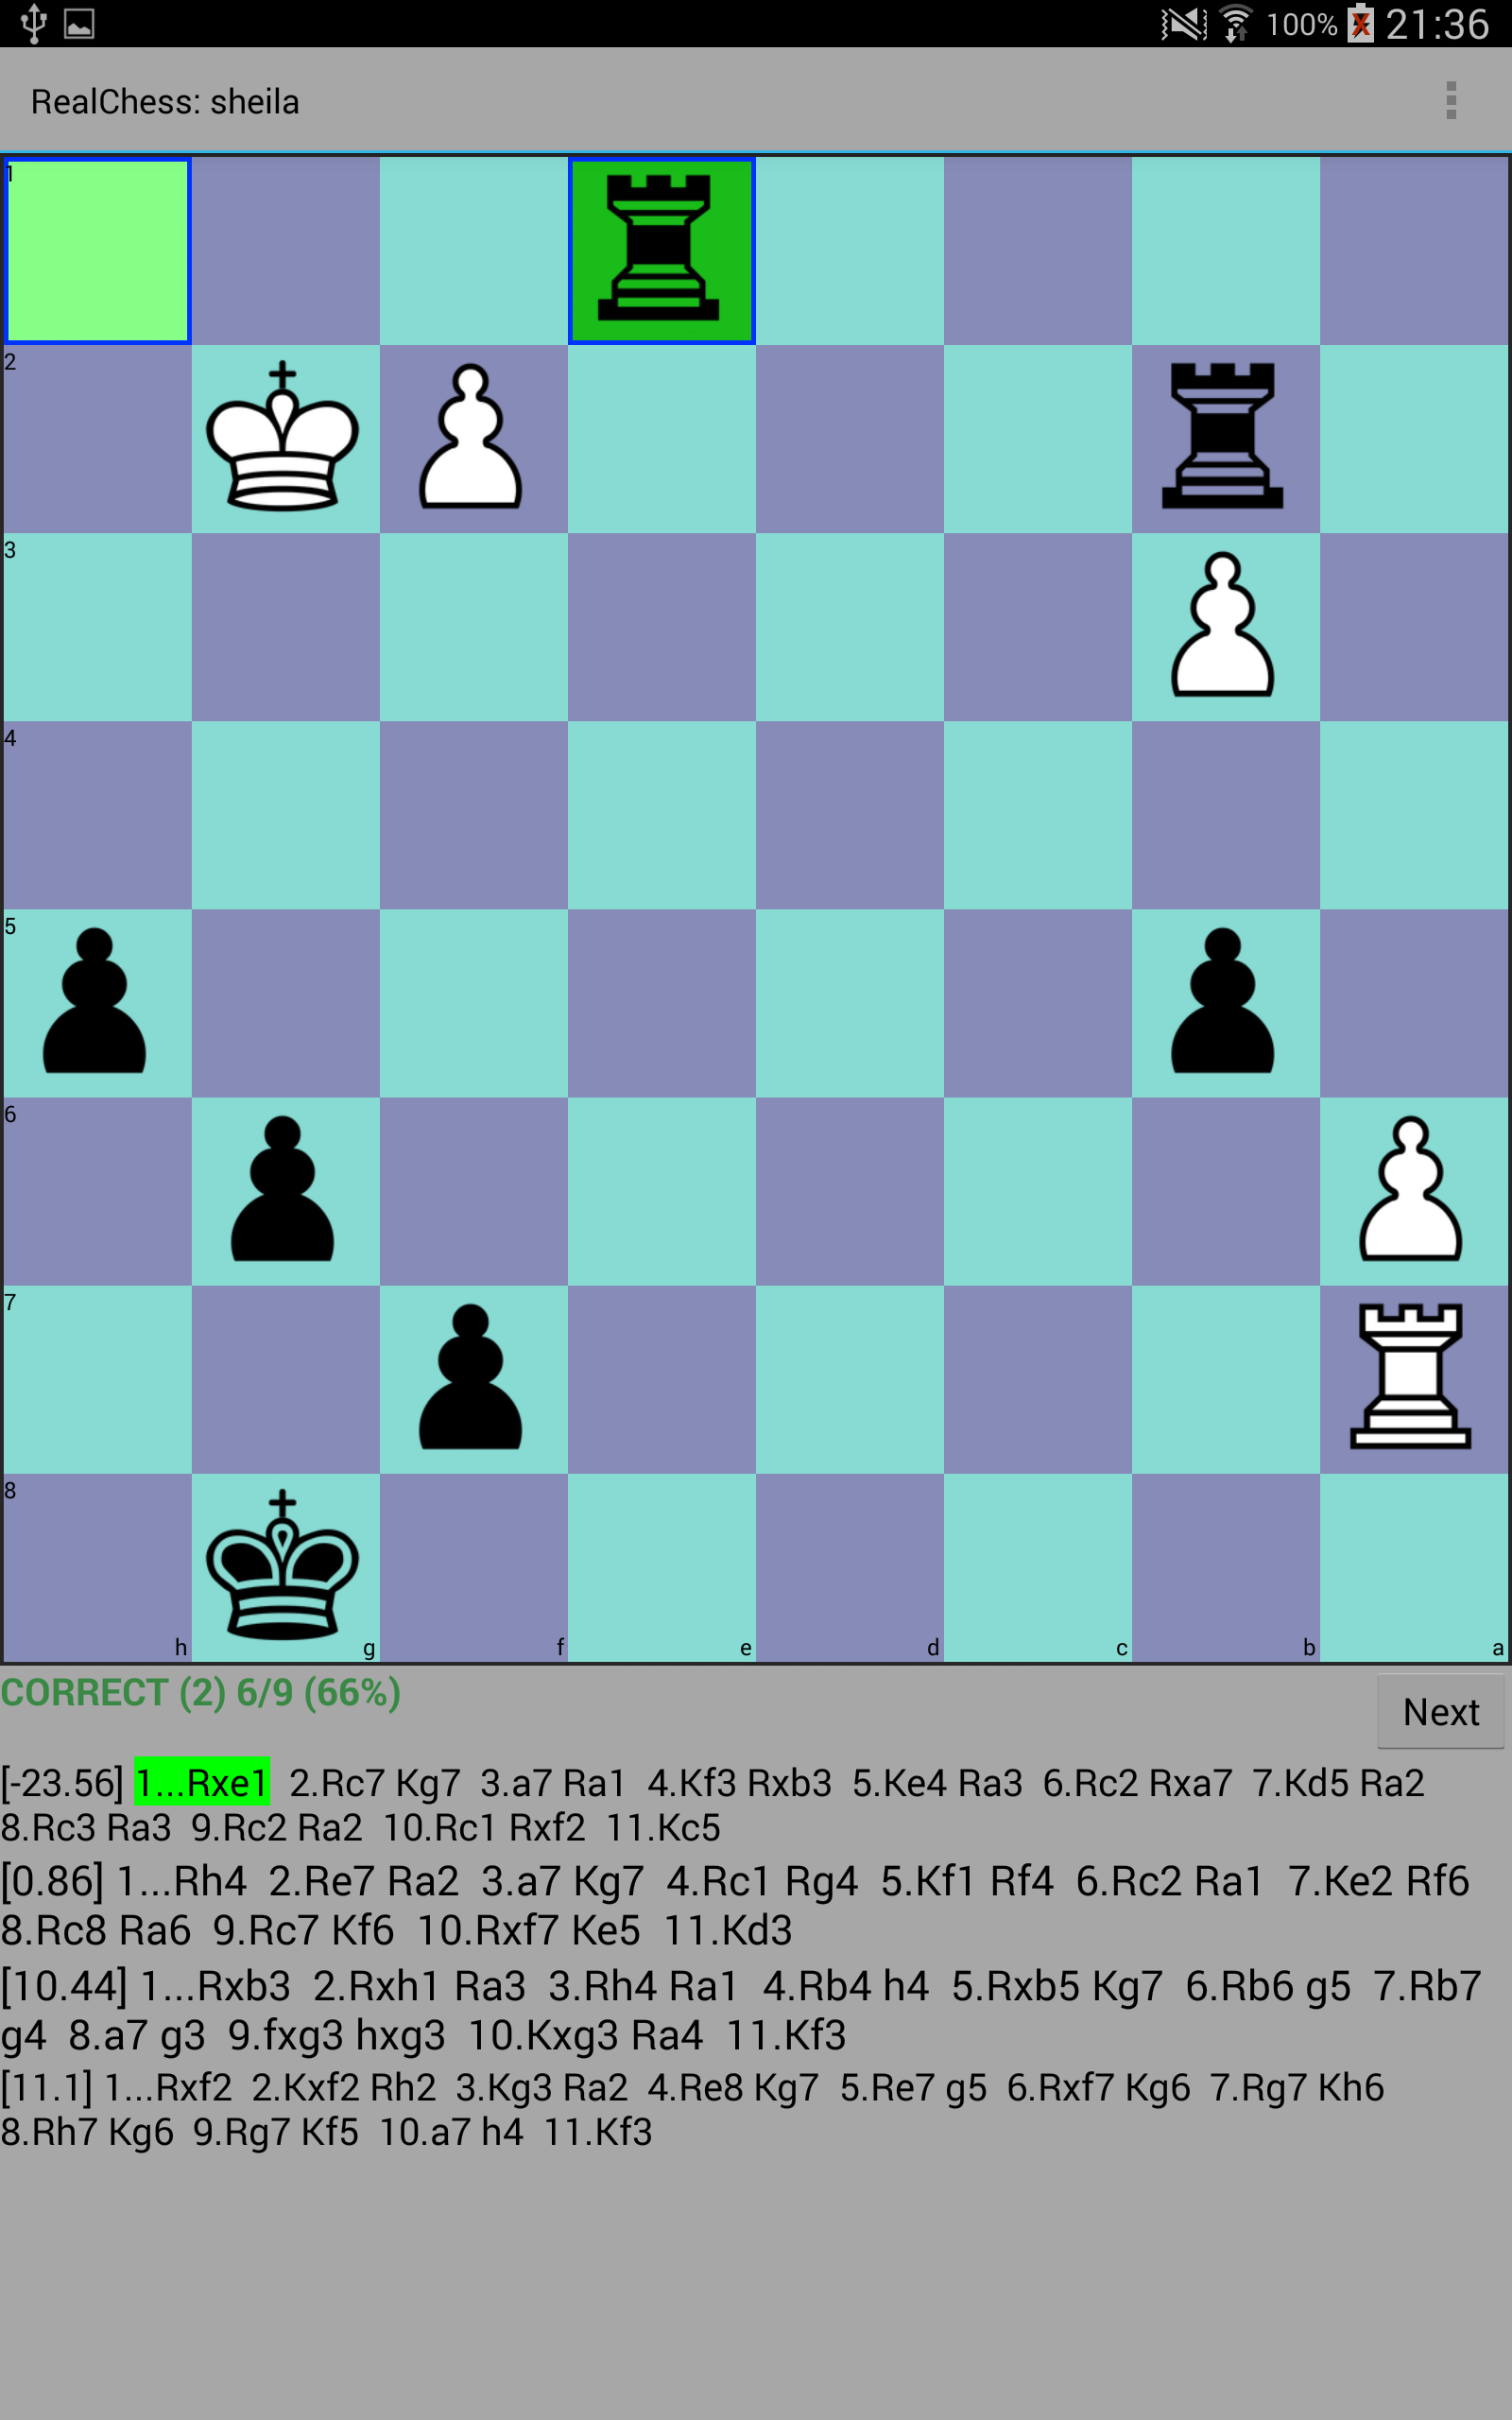 100% 21:36
RealChess: sheila
1
2
3
4
5
6
7
8
h g f e d c b a
CORRECT (2) 6/9 (66%)
Next
[-23.56] 1...Rxe1 2.Rc7 Kg7 3.a7 Ra1 4.Kf3 Rxb3 5.Ke4 Ra3 6.Rc2 Rxa7 7.Kd5 Ra2
8.Rc3 Ra3 9.Rc2 Ra2 10.Rc1 Rxf2 11.Kc5
[0.86] 1...Rh4 2.Re7 Ra2 3.a7 Kg7 4.Rc1 Rg4 5.Kf1 Rf4 6.Rc2 Ra1 7.Ke2 Rf6
8.Rc8 Ra6 9.Rc7 Kf6 10.Rxf7 Ke5 11.Kd3
[10.44] 1...Rxb3 2.Rxh1 Ra3 3.Rh4 Ra1 4.Rb4 h4 5.Rxb5 Kg7 6.Rb6 g5 7.Rb7
g4 8.a7 g3 9.fxg3 hxg3 10.Kxg3 Ra4 11.Kf3
[11.1] 1...Rxf2 2.Kxf2 Rh2 3.Kg3 Ra2 4.Re8 Kg7 5.Re7 g5 6.Rxf7 Kg6 7.Rg7 Kh6
8.Rh7 Kg6 9.Rg7 Kf5 10.a7 h4 11.Kf3